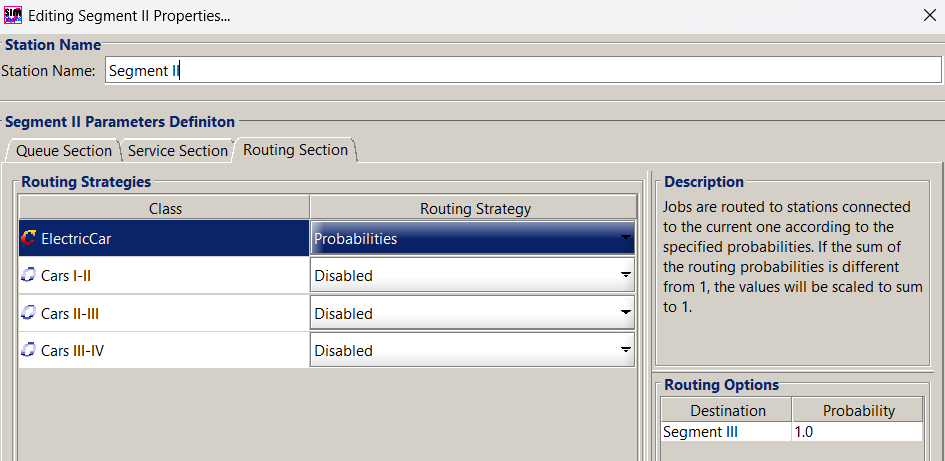 Editing Segment II Properties...
Station Name
Station Name: Segment II
Segment II Parameters Definiton
Queue Section Service Section Routing Section
Routing Strategies
Class Routing Strategy
ElectricCar Probabilities
Cars I-II Disabled
Cars II-III Disabled
Cars III-IV Disabled
Description
Jobs are routed to stations connected
to the current one according to the
specified probabilities. If the sum of
the routing probabilities is different
from 1, the values will be scaled to sum
to 1.
Routing Options
Destination Probability
Segment III 1.0